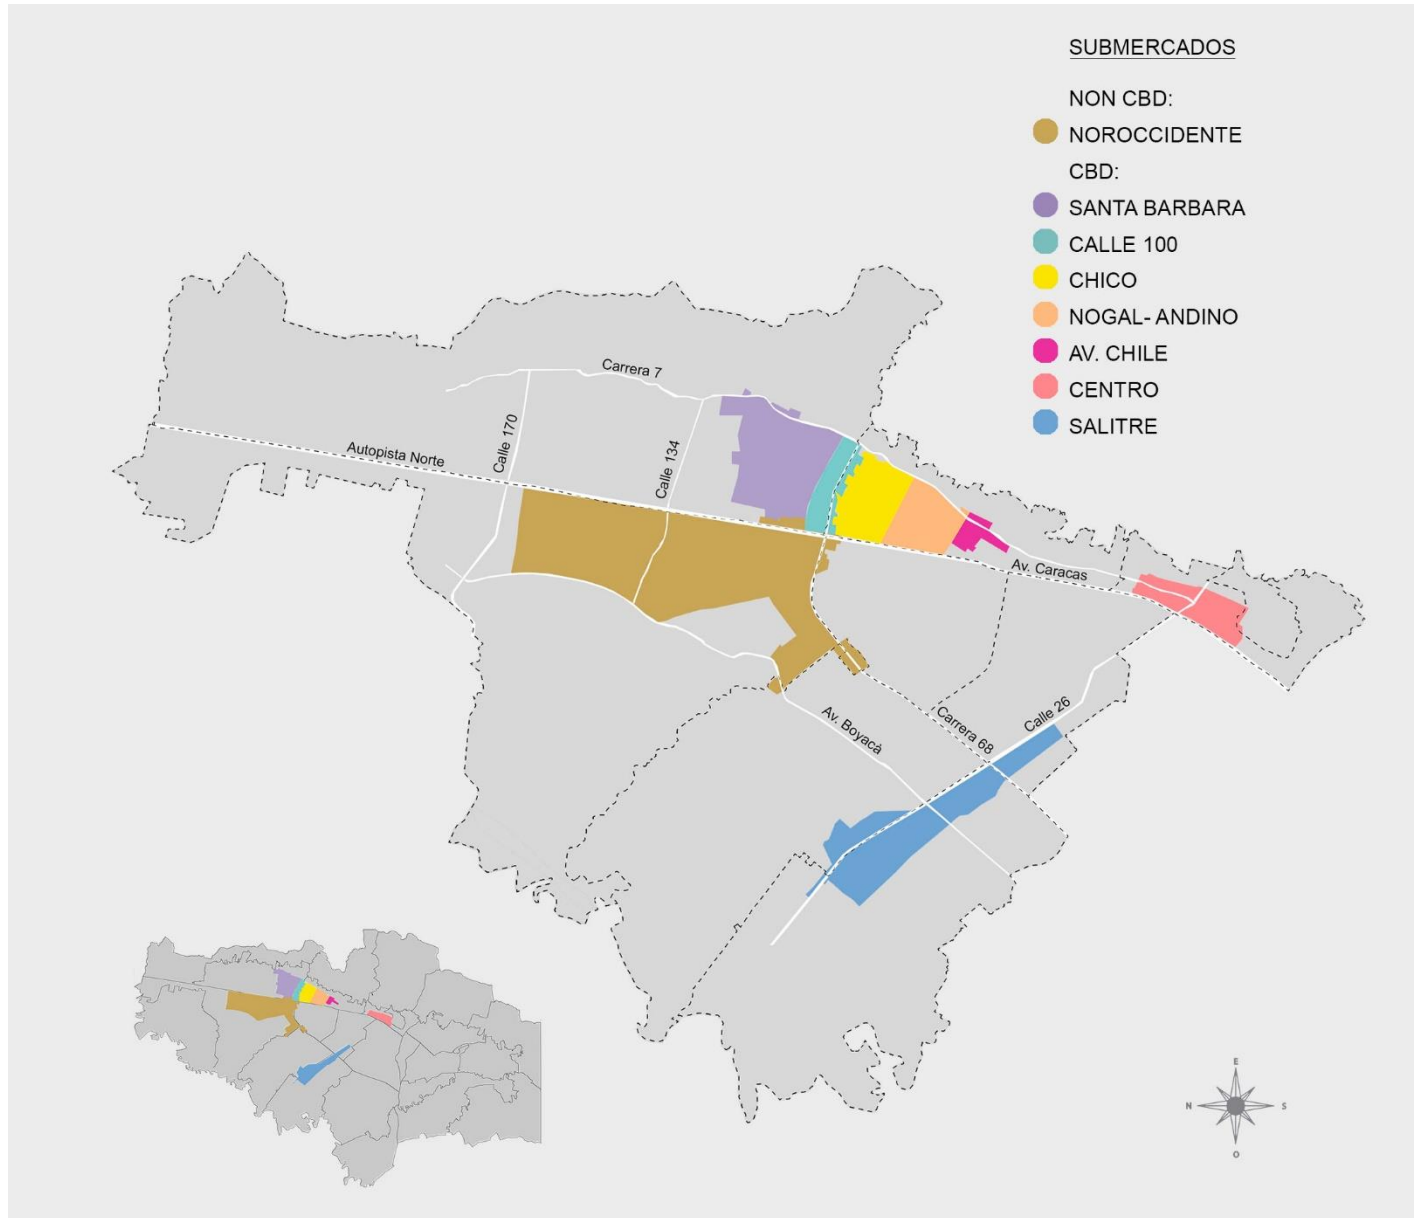 SUBMERCADOS
NON CBD:
NOROCCIDENTE
CBD:
SANTA BARBARA
CALLE 100
CHICO
NOGAL- ANDINO
AV. CHILE
CENTRO
SALITRE
Carrera 7
Calle 170
Calle 134
Autopista Norte
Av. Caracas
Calle 26
Carrera 68
Av. Boyacá
E
N
S
O